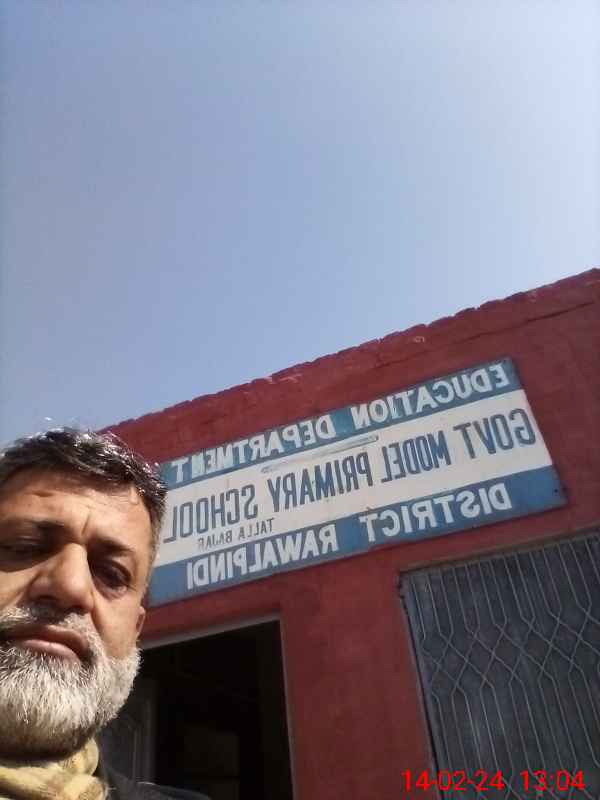 EDUCATION DEPARTMENT
GOVT MODEL PRIMARY SCHOOL
TALLA BAJAR
DISTRICT RAWALPINDI
14-02-24 13:04